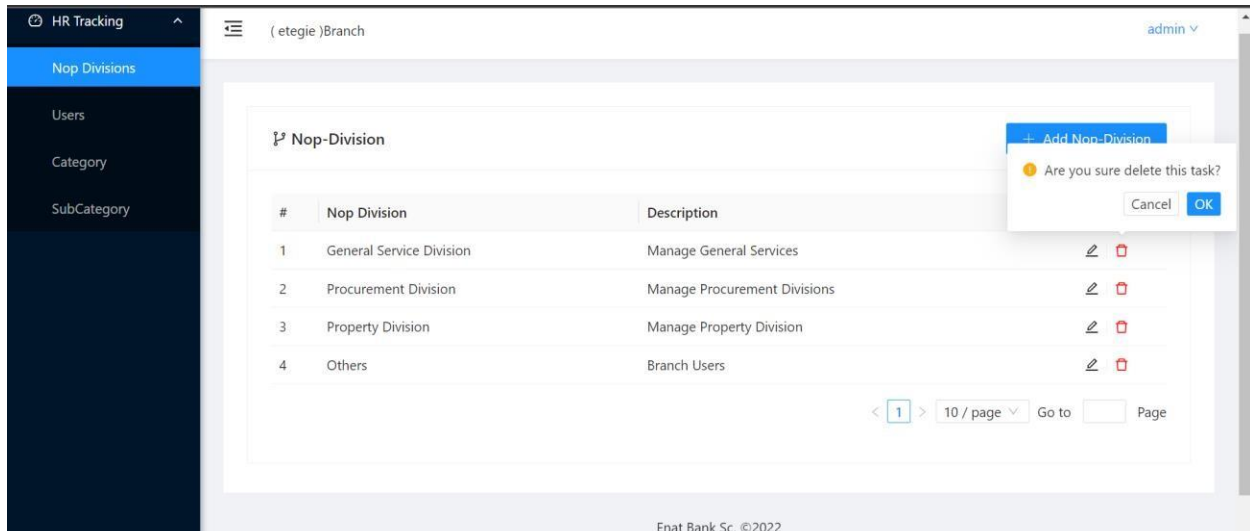 HR Tracking
Nop Divisions
Users
Category
SubCategory
( etegie )Branch
admin
Nop-Division
+ Add Nop-Division
Are you sure delete this task?
Cancel OK
# Nop Division Description
1 General Service Division Manage General Services
2 Procurement Division Manage Procurement Divisions
3 Property Division Manage Property Division
4 Others Branch Users
< 1 > 10 / page Go to Page
Enat Bank Sc. ©2022